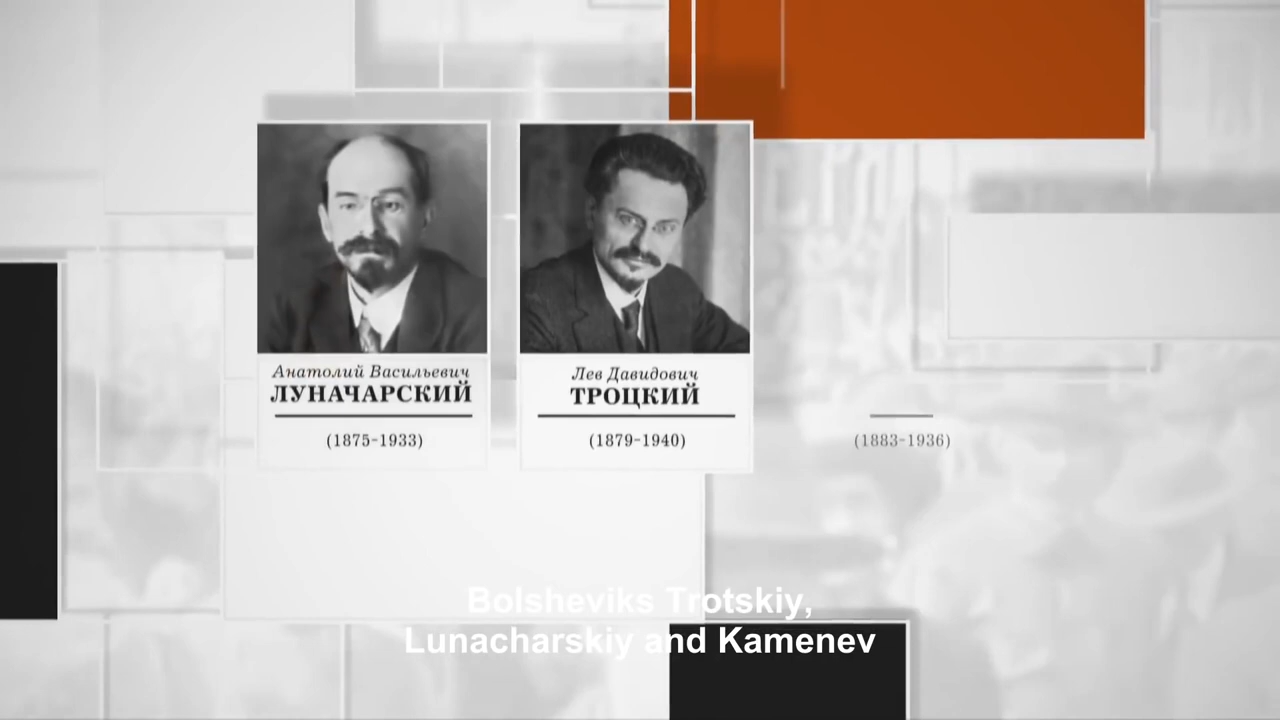 Анатолий Васильевич
ЛУНАЧАРСКИЙ
(1875-1933)
Лев Давидович
ТРОЦКИЙ
(1879-1940)
(1883-1936)
Bolsheviks Trotskiy,
Lunacharskiy and Kamenev